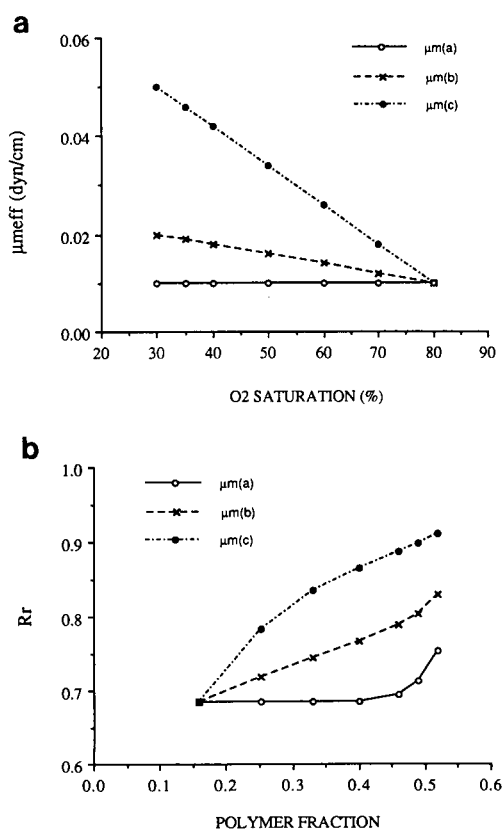 a
0.06
0.04
0.02
0.00
μmeff (dyn/cm)
μm(a)
μm(b)
μm(c)
20 30 40 50 60 70 80 90
O2 SATURATION (%)
b
1.0
0.9
0.8
0.7
0.6
Rr
μm(a)
μm(b)
μm(c)
0.0 0.1 0.2 0.3 0.4 0.5 0.6
POLYMER FRACTION